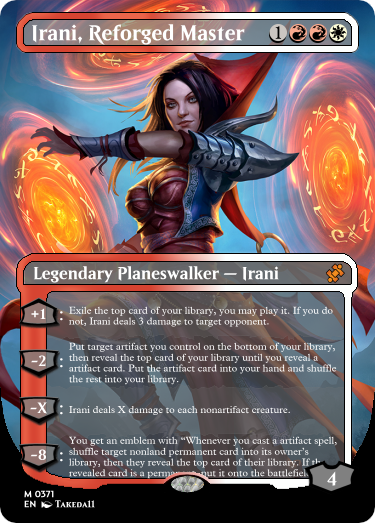 Irani, Reforged Master 1
Legendary Planeswalker — Irani
+1: Exile the top card of your library, you may play it. If you do
not, Irani deals 3 damage to target opponent.
Put target artifact you control on the bottom of your library,
then reveal the top card of your library until you reveal a
-2: artifact card. Put the artifact card into your hand and shuffle
the rest into your library.
-X: Irani deals X damage to each nonartifact creature.
You get an emblem with “Whenever you cast a artifact spell,
shuffle target nonland permanent card into its owner's
-8: library, then they reveal the top card of their library. If the
revealed card is a permanent, put it onto the battlefield
4
M 0371
EN Takeda11